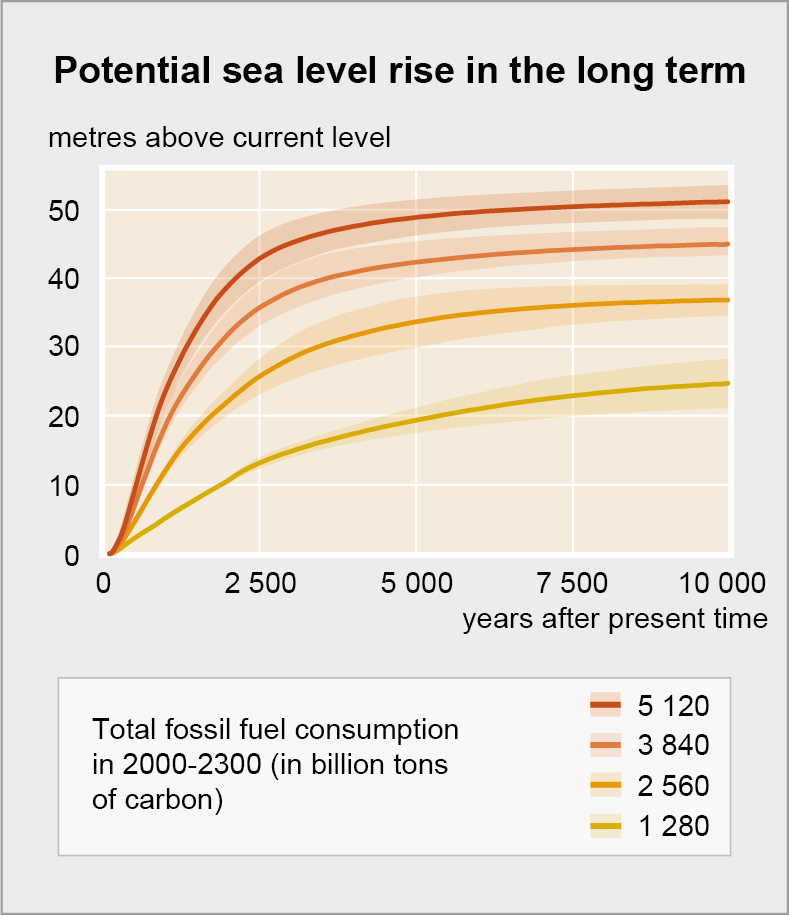 Potential sea level rise in the long term
metres above current level
50
40
30
20
10
0
0 2 500 5 000 7 500 10 000
years after present time
Total fossil fuel consumption
in 2000-2300 (in billion tons
of carbon)
5 120
3 840
2 560
1 280